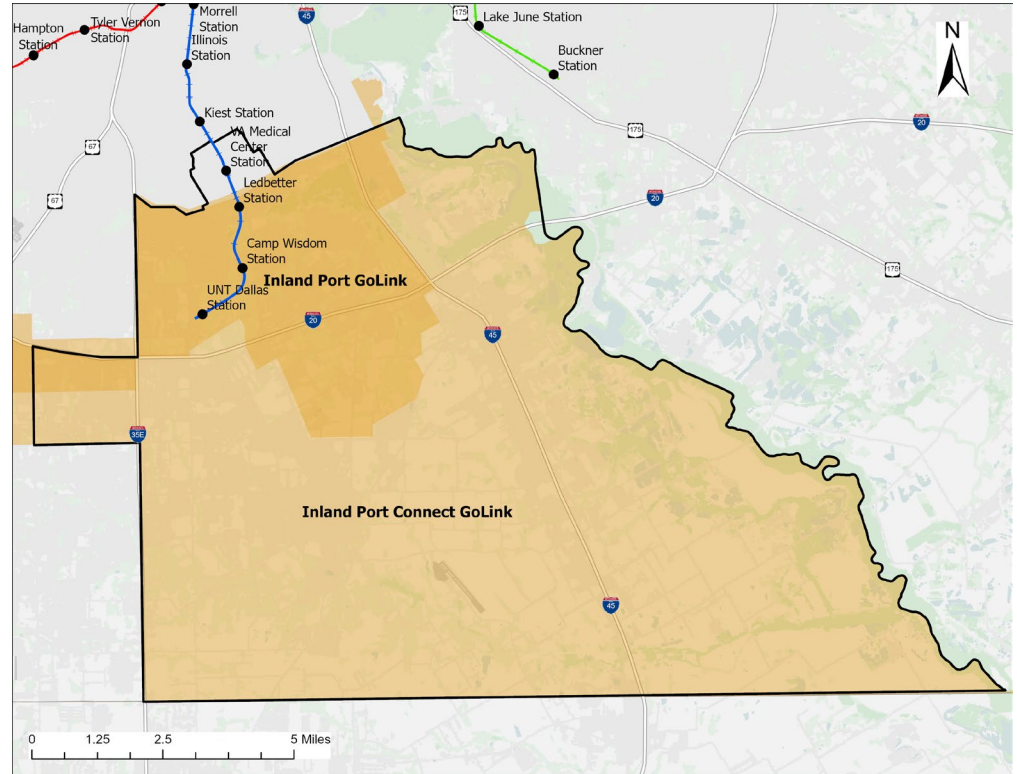 Morrell
Station
Tyler Vernon
Station
Hampton
Station
Illinois
Station
45
175
Lake June Station
Buckner
Station
N
Kiest Station
VA Medical
Center
Station
175
20
67
Ledbetter
Station
67
20
Camp Wisdom
Station
175
Inland Port GoLink
UNT Dallas
Station
20
45
35E
Inland Port Connect GoLink
45
0 1.25 2.5 5 Miles